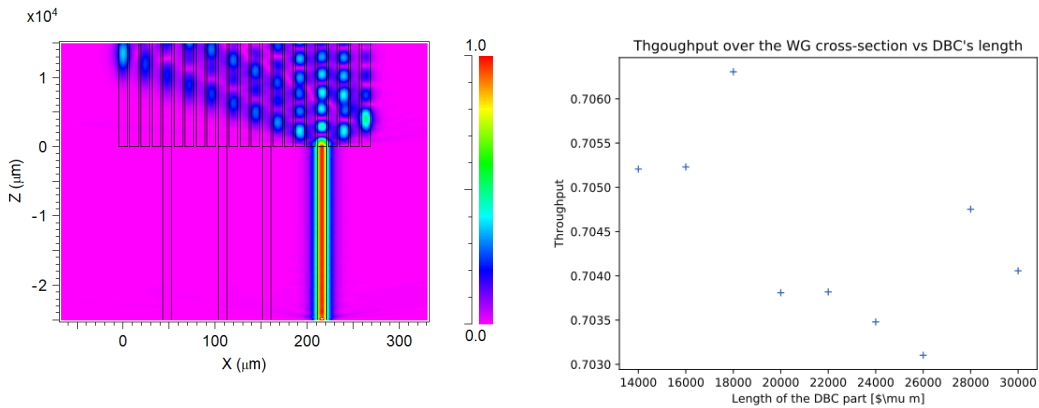 x10⁴
1
0
-1
-2
Z (μm)
0
100
200
300
X (μm)
1.0
0.0
Thgoughput over the WG cross-section vs DBC's length
0.7060
0.7055
0.7050
0.7045
0.7040
0.7035
0.7030
Throughput
14000 16000 18000 20000 22000 24000 26000 28000 30000
Length of the DBC part [$\mu m]